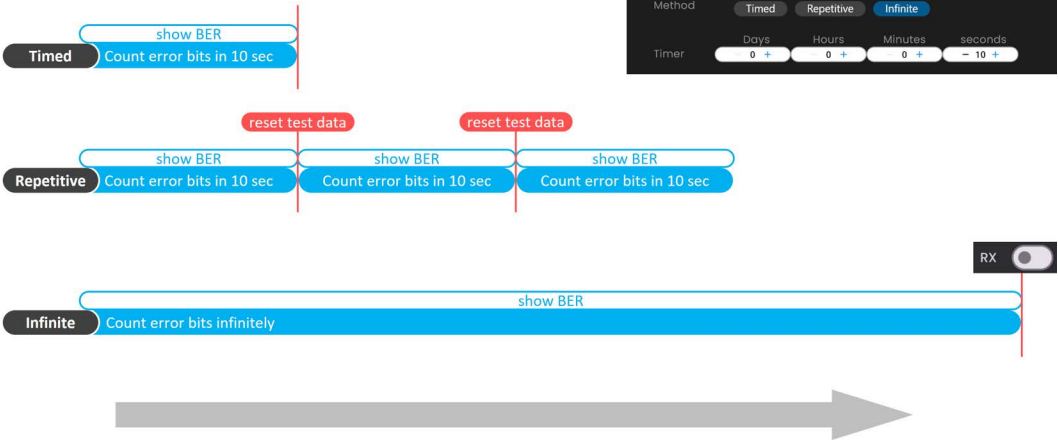 Method Timed Repetitive Infinite
Days Hours Minutes seconds
Timer − 0 + − 0 + − 0 + − 10 +
show BER
Timed Count error bits in 10 sec
reset test data reset test data
show BER show BER show BER
Repetitive Count error bits in 10 sec Count error bits in 10 sec Count error bits in 10 sec
RX
show BER
Infinite Count error bits infinitely